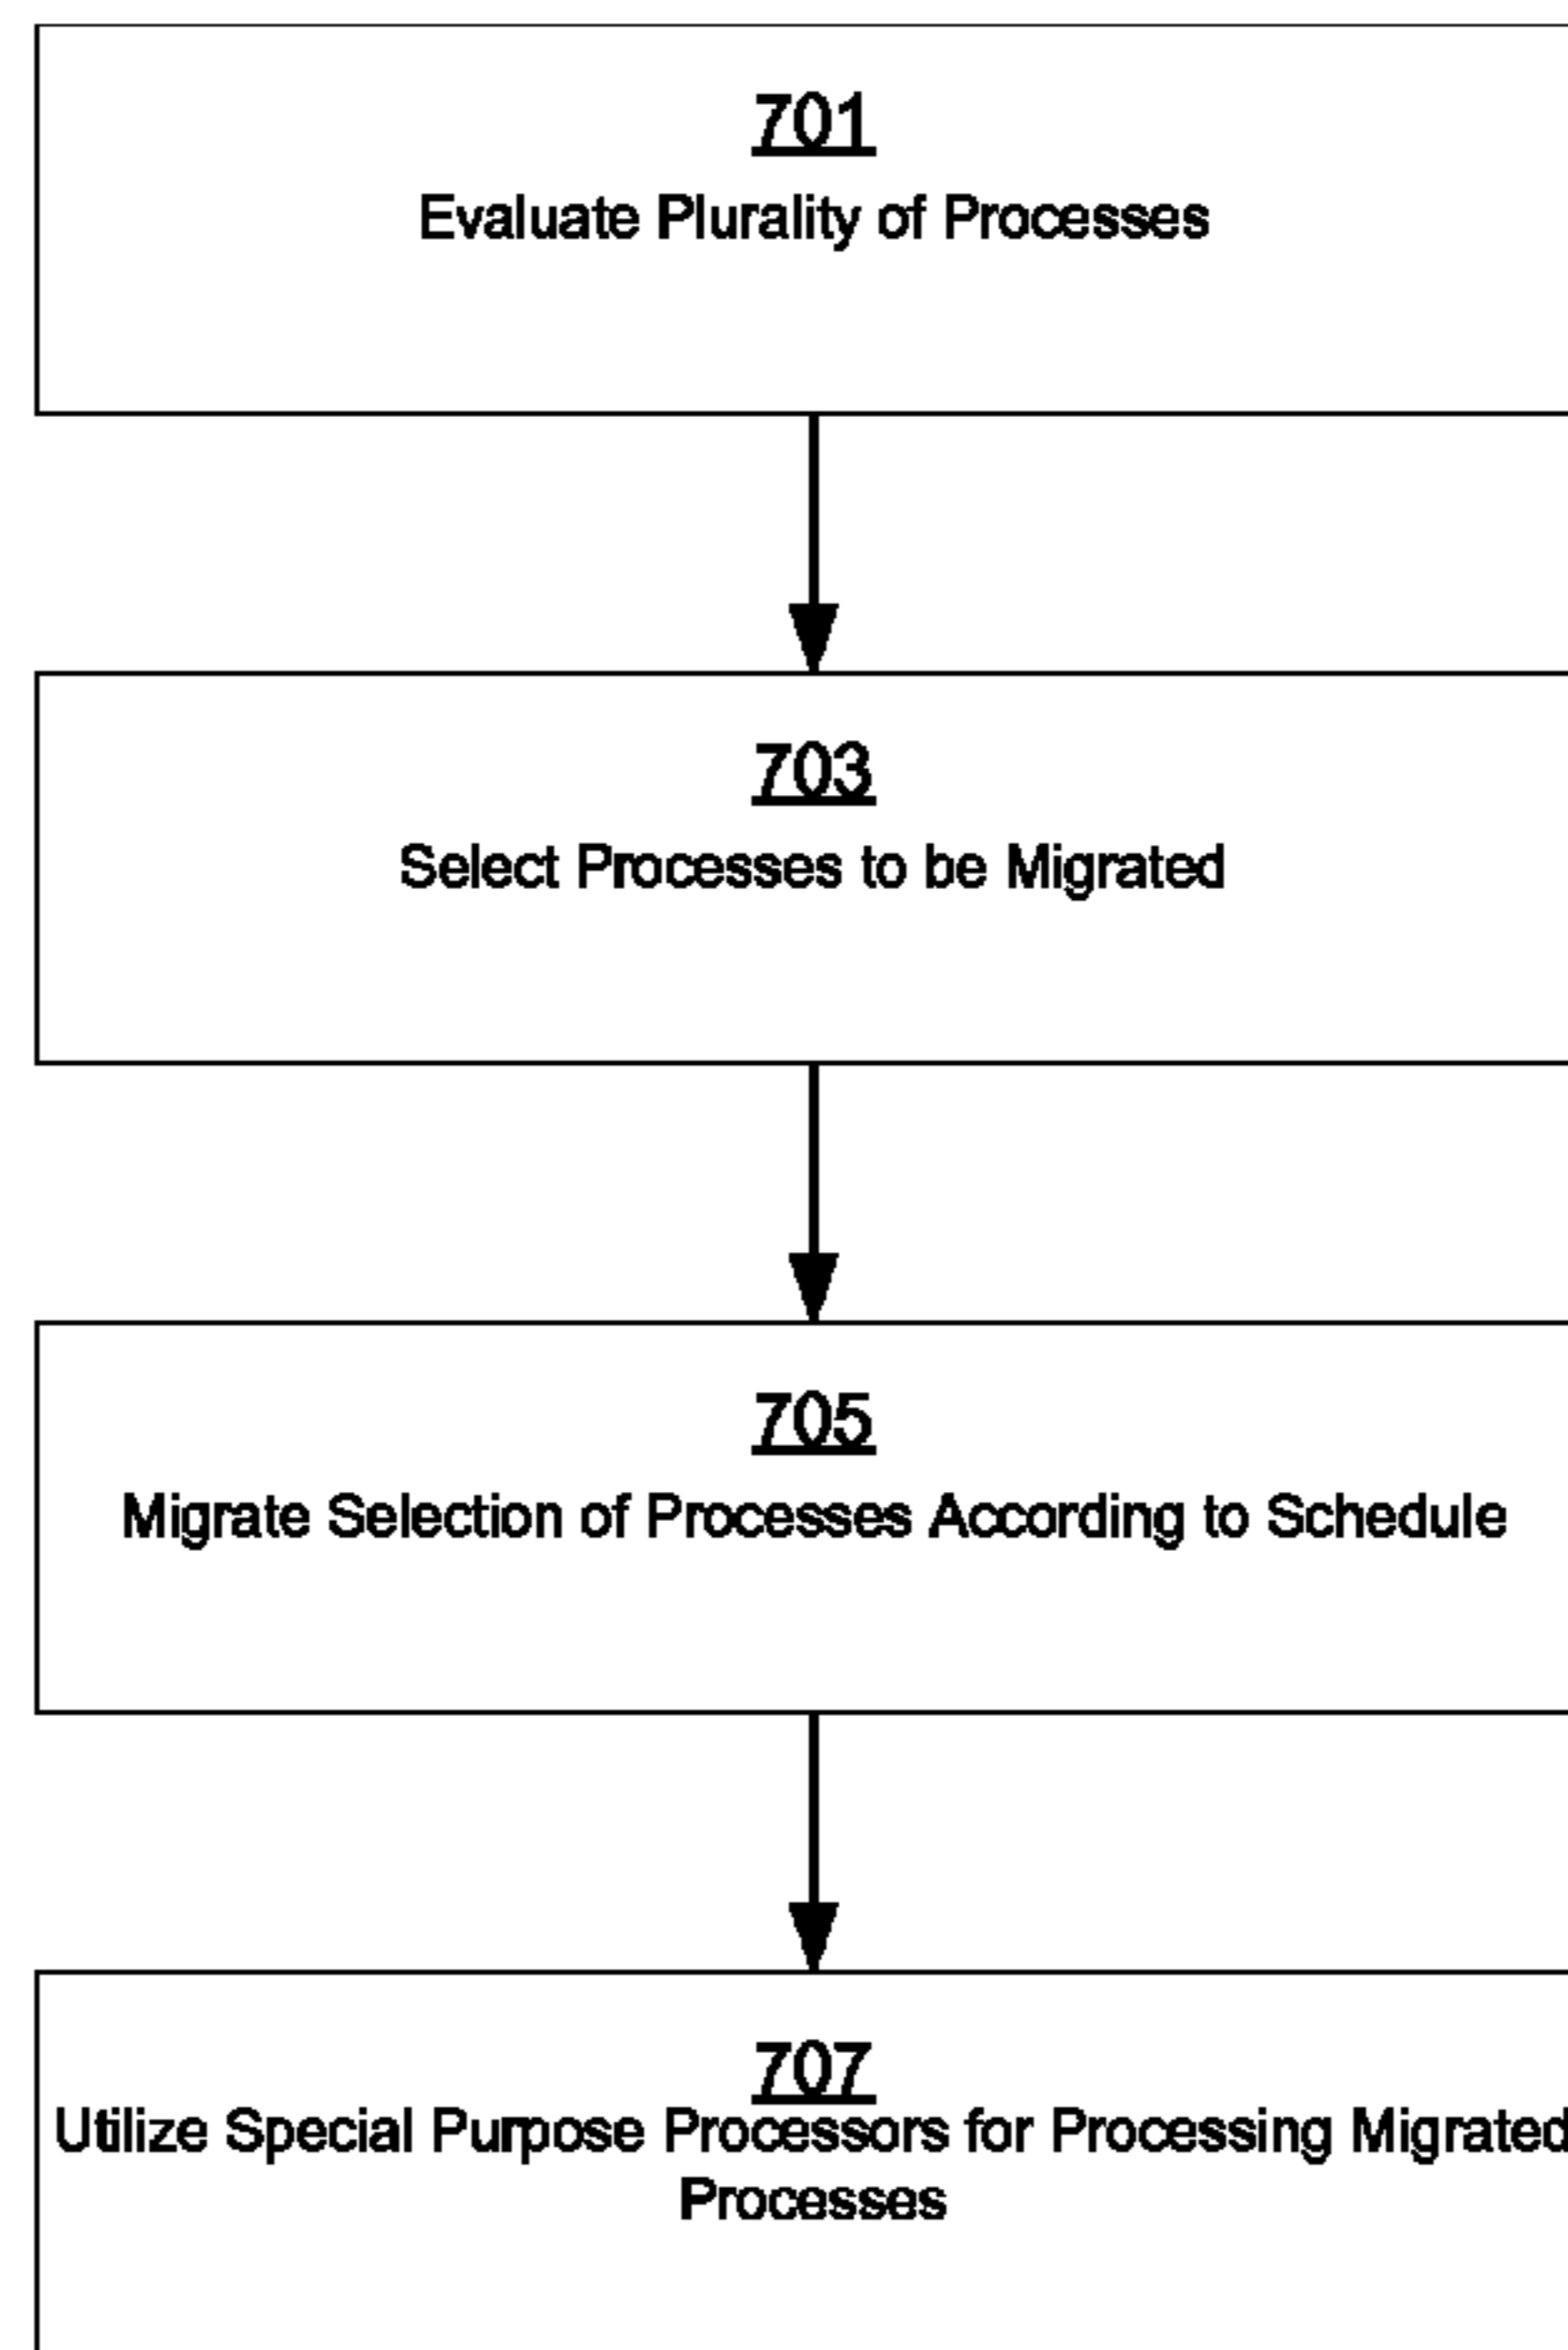 701
Evaluate Plurality of Processes
703
Select Processes to be Migrated
705
Migrate Selection of Processes According to Schedule
707
Utilize Special Purpose Processors for Processing Migrated
Processes